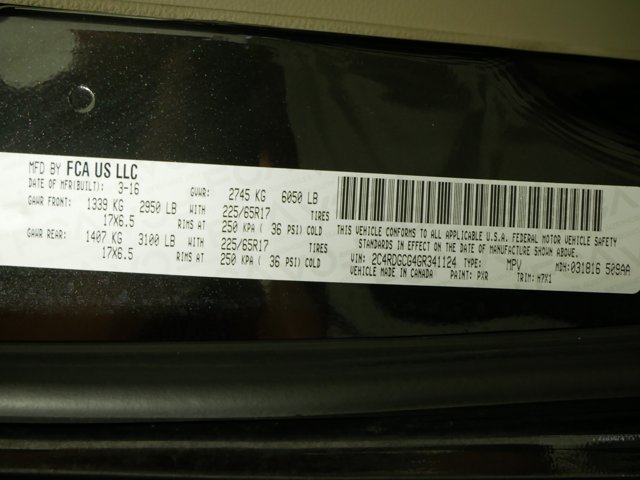 MFD BY FCA US LLC
DATE OF MFR(BUILT): 3-16 GVWR: 2745 KG 6050 LB
GAWR FRONT: 1339 KG 2950 LB WITH 225/65R17 TIRES
17X6.5 RIMS AT 250 KPA ( 36 PSI) COLD
GAWR REAR: 1407 KG 3100 LB WITH 225/65R17 TIRES
17X6.5 RIMS AT 250 KPA ( 36 PSI) COLD
THIS VEHICLE CONFORMS TO ALL APPLICABLE U.S.A. FEDERAL MOTOR VEHICLE SAFETY
STANDARDS IN EFFECT ON THE DATE OF MANUFACTURE SHOWN ABOVE.
VIN: 2C4RDGCG4GR341124 TYPE: MPV MDH:031816 509AA
VEHICLE MADE IN CANADA PAINT: PXR TRIM: H7X1